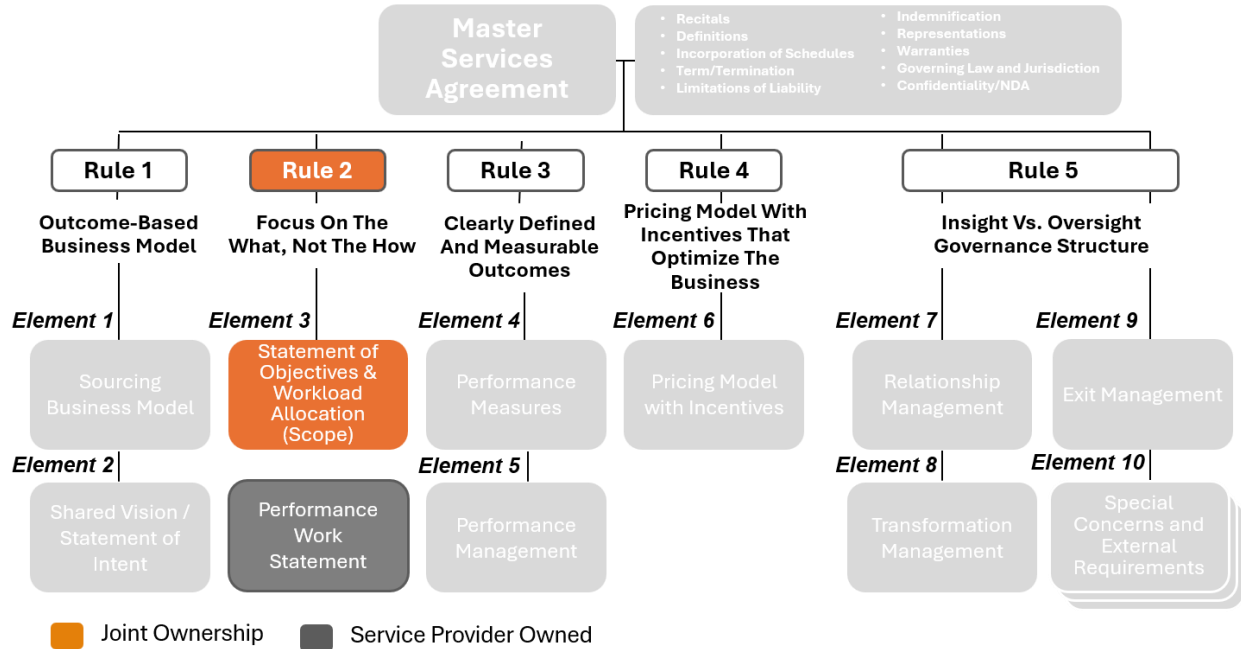 Master
Services
Agreement
• Recitals
• Definitions
• Incorporation of Schedules
• Term/Termination
• Limitations of Liability
• Indemnification
• Representations
• Warranties
• Governing Law and Jurisdiction
• Confidentiality/NDA
Rule 1
Rule 2
Rule 3
Rule 4
Rule 5
Outcome-Based
Business Model
Focus On The
What, Not The How
Clearly Defined
And Measurable
Outcomes
Pricing Model With
Incentives That
Optimize The
Business
Insight Vs. Oversight
Governance Structure
Element 1
Sourcing
Business Model
Element 3
Statement of
Objectives &
Workload
Allocation
(Scope)
Element 4
Performance
Measures
Element 6
Pricing Model
with Incentives
Element 7
Relationship
Management
Element 9
Exit Management
Element 2
Shared Vision /
Statement of
Intent
Performance
Work
Statement
Element 5
Performance
Management
Element 8
Transformation
Management
Element 10
Special
Concerns and
External
Requirements
Joint Ownership
Service Provider Owned